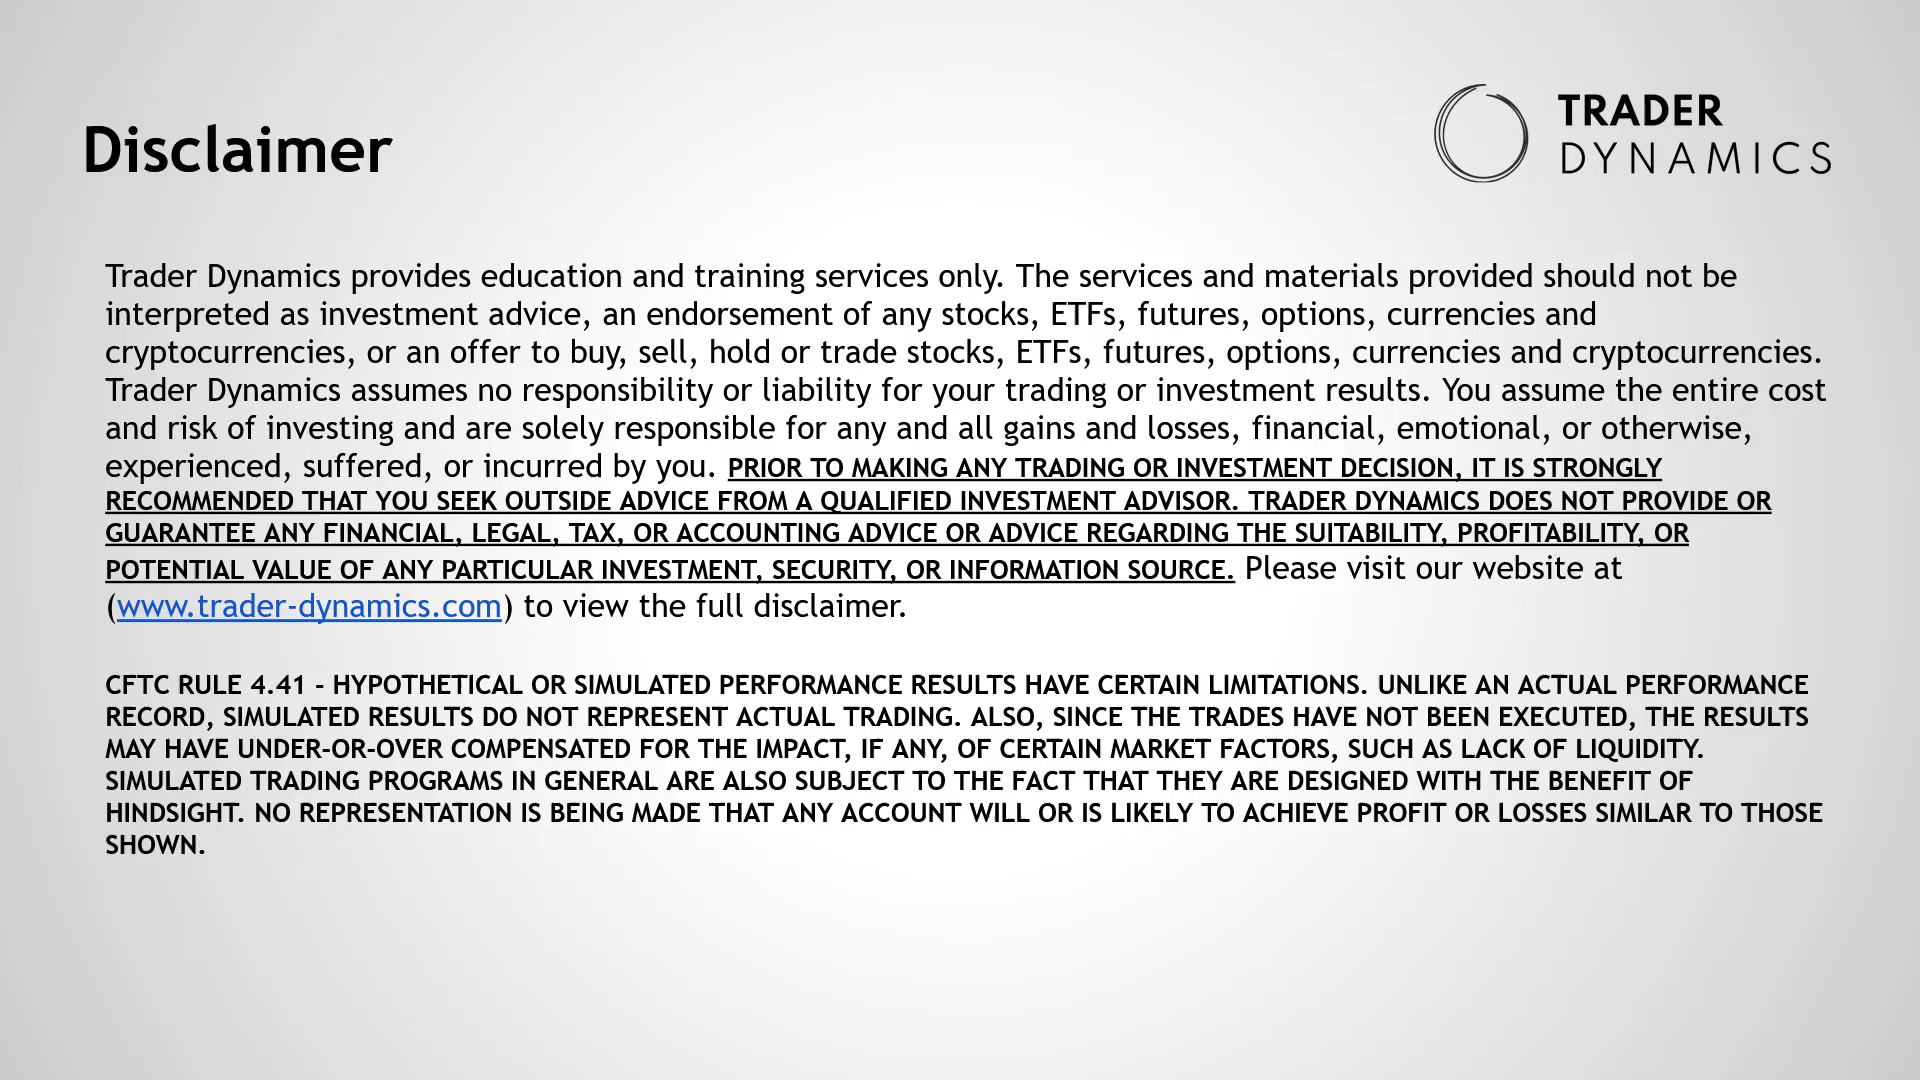 TRADER
DYNAMICS
Disclaimer
Trader Dynamics provides education and training services only. The services and materials provided should not be
interpreted as investment advice, an endorsement of any stocks, ETFs, futures, options, currencies and
cryptocurrencies, or an offer to buy, sell, hold or trade stocks, ETFs, futures, options, currencies and cryptocurrencies.
Trader Dynamics assumes no responsibility or liability for your trading or investment results. You assume the entire cost
and risk of investing and are solely responsible for any and all gains and losses, financial, emotional, or otherwise,
experienced, suffered, or incurred by you. PRIOR TO MAKING ANY TRADING OR INVESTMENT DECISION, IT IS STRONGLY
RECOMMENDED THAT YOU SEEK OUTSIDE ADVICE FROM A QUALIFIED INVESTMENT ADVISOR. TRADER DYNAMICS DOES NOT PROVIDE OR
GUARANTEE ANY FINANCIAL, LEGAL, TAX, OR ACCOUNTING ADVICE OR ADVICE REGARDING THE SUITABILITY, PROFITABILITY, OR
POTENTIAL VALUE OF ANY PARTICULAR INVESTMENT, SECURITY, OR INFORMATION SOURCE. Please visit our website at
(www.trader-dynamics.com) to view the full disclaimer.
CFTC RULE 4.41 - HYPOTHETICAL OR SIMULATED PERFORMANCE RESULTS HAVE CERTAIN LIMITATIONS. UNLIKE AN ACTUAL PERFORMANCE
RECORD, SIMULATED RESULTS DO NOT REPRESENT ACTUAL TRADING. ALSO, SINCE THE TRADES HAVE NOT BEEN EXECUTED, THE RESULTS
MAY HAVE UNDER-OR-OVER COMPENSATED FOR THE IMPACT, IF ANY, OF CERTAIN MARKET FACTORS, SUCH AS LACK OF LIQUIDITY.
SIMULATED TRADING PROGRAMS IN GENERAL ARE ALSO SUBJECT TO THE FACT THAT THEY ARE DESIGNED WITH THE BENEFIT OF
HINDSIGHT. NO REPRESENTATION IS BEING MADE THAT ANY ACCOUNT WILL OR IS LIKELY TO ACHIEVE PROFIT OR LOSSES SIMILAR TO THOSE
SHOWN.